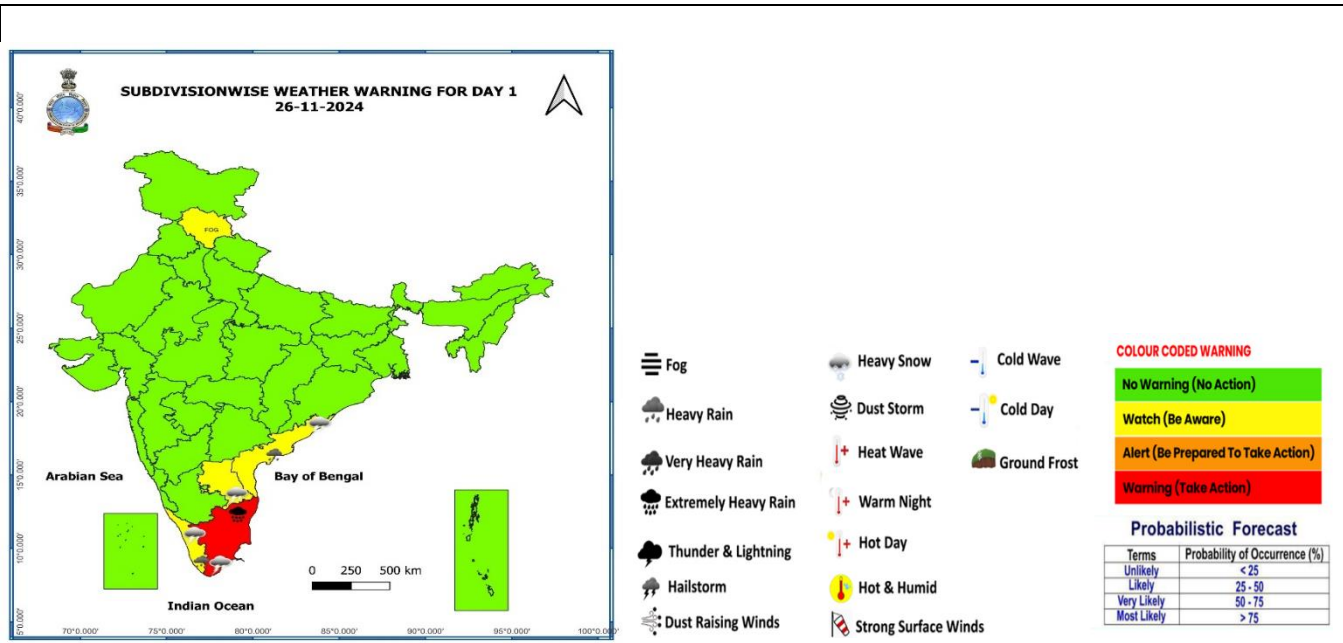 SUBDIVISIONWISE WEATHER WARNING FOR DAY 1
26-11-2024
40°0.000'
35°0.000'
30°0.000'
25°0.000'
20°0.000'
15°0.000'
10°0.000'
5°0.000'
FOG
Arabian Sea
Bay of Bengal
Indian Ocean
0 250 500 km
70°0.000' 75°0.000' 80°0.000' 85°0.000' 90°0.000' 95°0.000' 100°0.000'
Fog
Heavy Rain
Very Heavy Rain
Extremely Heavy Rain
Thunder & Lightning
Hailstorm
Dust Raising Winds
Heavy Snow
Dust Storm
Heat Wave
Warm Night
Hot Day
Hot & Humid
Strong Surface Winds
Cold Wave
Cold Day
Ground Frost
COLOUR CODED WARNING
No Warning (No Action)
Watch (Be Aware)
Alert (Be Prepared To Take Action)
Warning (Take Action)
Probabilistic Forecast
Terms Probability of Occurrence (%)
Unlikely < 25
Likely 25 - 50
Very Likely 50 - 75
Most Likely > 75